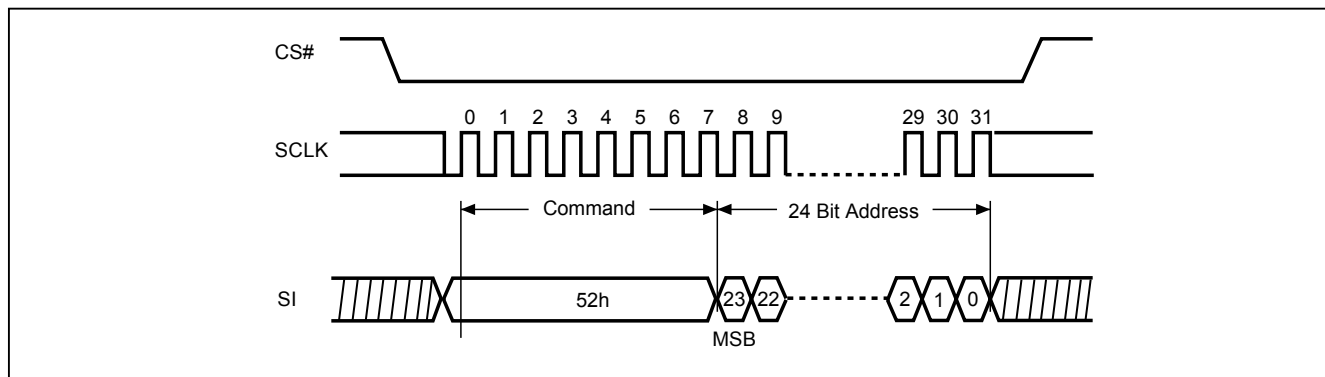 CS#
0 1 2 3 4 5 6 7 8 9 29 30 31
SCLK
Command 24 Bit Address
SI 52h 23 22 2 1 0
MSB